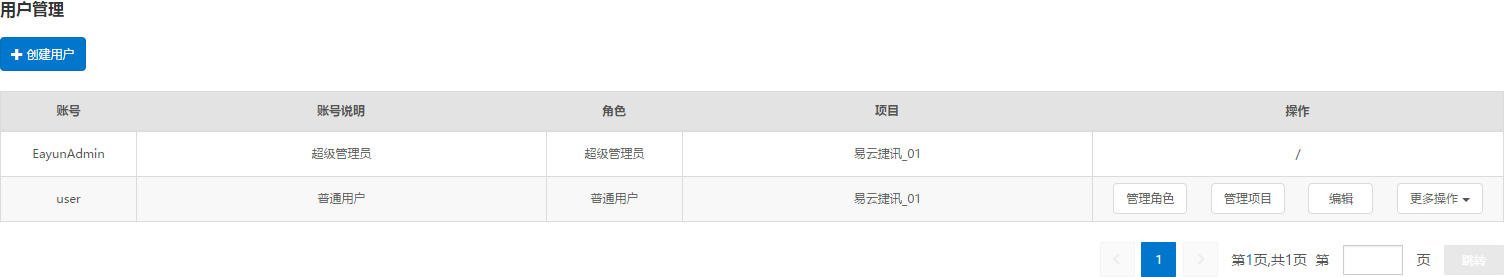 用户管理
创建用户
账号 账号说明 角色 项目 操作
EayunAdmin 超级管理员 超级管理员 易云捷讯_01 /
user 普通用户 普通用户 易云捷讯_01 管理角色 管理项目 编辑 更多操作
1 第1页,共1页 第 页 跳转